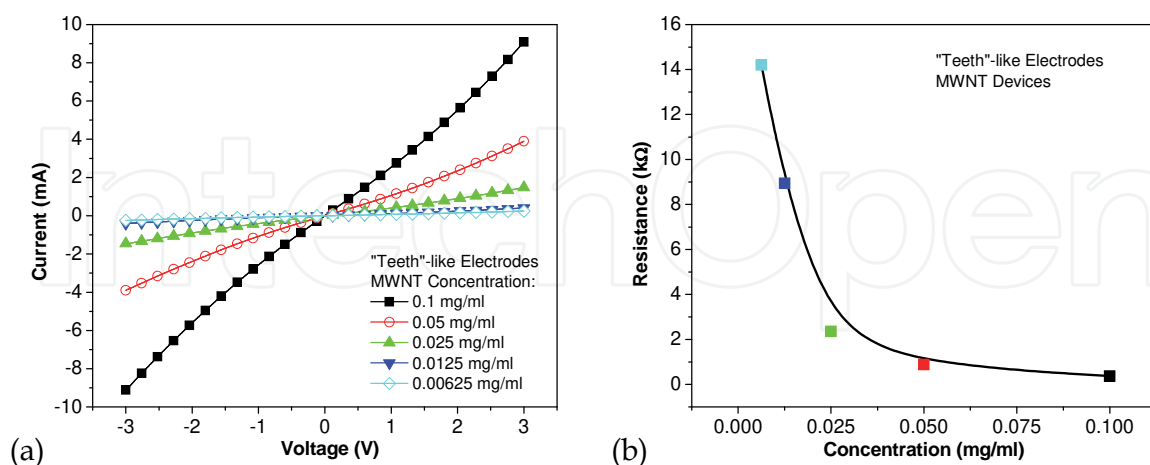 10
8
6
4
2
0
-2
-4
-6
-8
-10
Current (mA)
-3 -2 -1 0 1 2 3
Voltage (V)
"Teeth"-like Electrodes
MWNT Concentration:
0.1 mg/ml
0.05 mg/ml
0.025 mg/ml
0.0125 mg/ml
0.00625 mg/ml
(a)
16
14
12
10
8
6
4
2
0
Resistance (kΩ)
"Teeth"-like Electrodes
MWNT Devices
0.000 0.025 0.050 0.075 0.100
Concentration (mg/ml)
(b)
IntechOpen